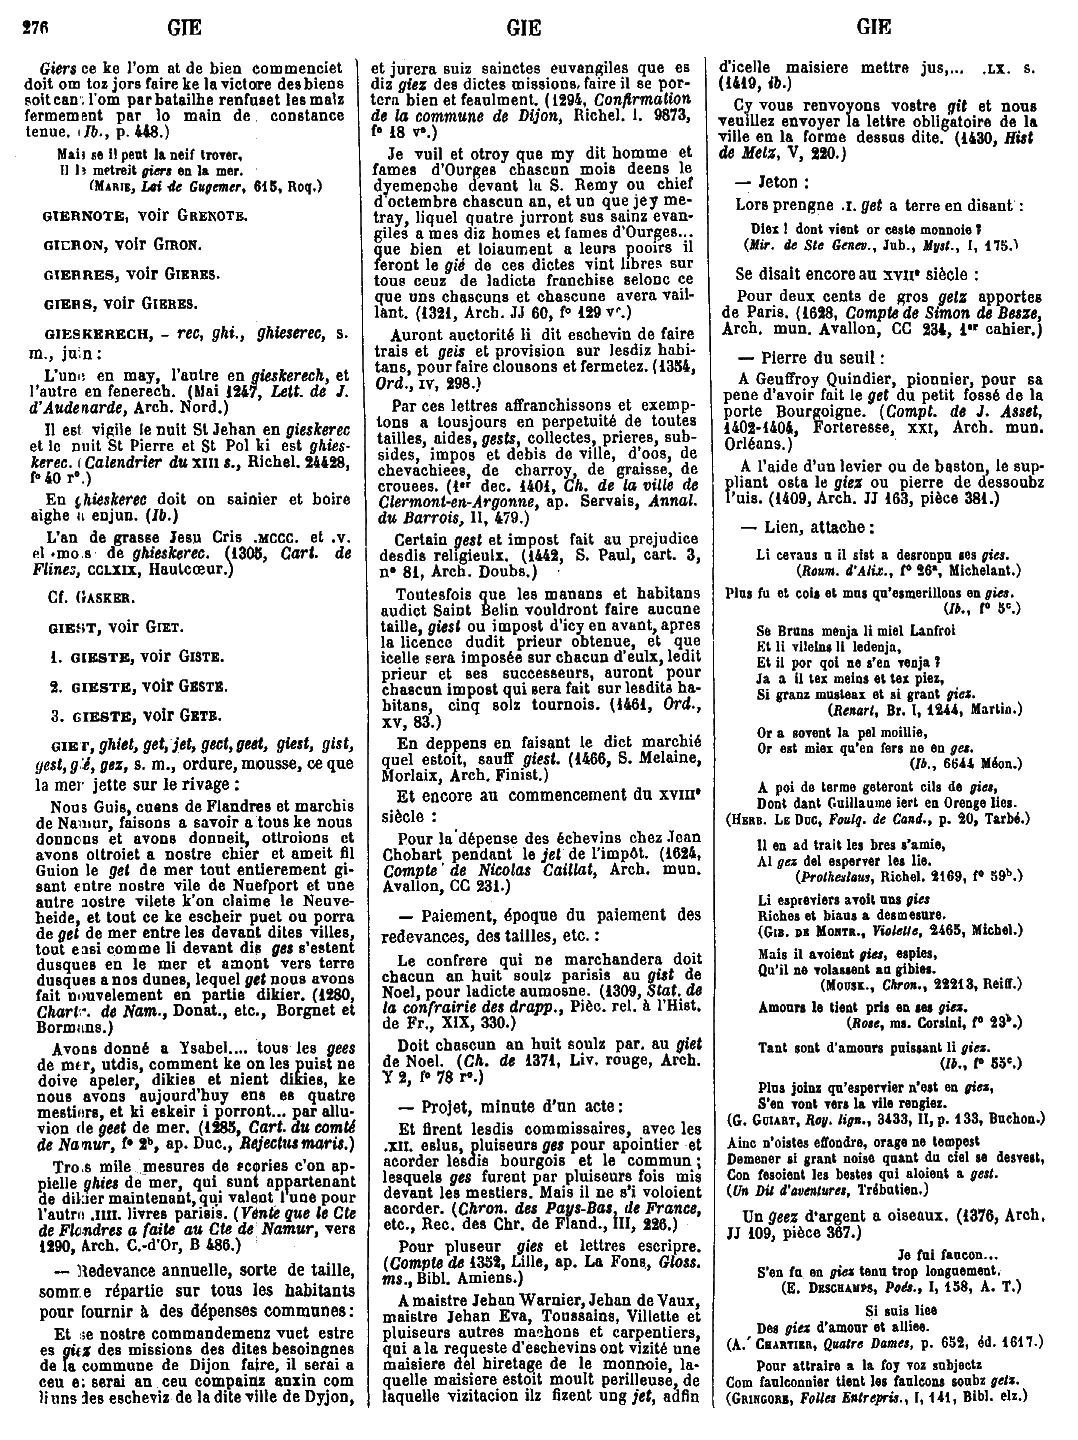 276 GIE GIE GIE
Giers ce ke l'om at de bien commenciet
doit om toz jors faire ke la victore des biens
soit can. l'om par batailhe renfuset les malz
fermement par lo main de constance
tenue. (Ib., p. 448.)
Mais se il peut la neif trover,
Il la metreit giers en la mer.
(MARIE, Lai de Gugemer, 615, Roq.)
GIERNOTE, voir GRENOTE.
GIERON, voir GIRON.
GIERRES, voir GIERES.
GIERS, voir GIERES.
GIESKERECH, - rec, ghi., ghieserec, s.
m., juin :
L'une en may, l'autre en gieskerech, et
l'autre en fenerech. (Mai 1247, Lett. de J.
d'Audenarde, Arch. Nord.)
Il est vigile le nuit St Jehan en gieskerec
et le nuit St Pierre et St Pol ki est ghies-
kerec. (Calendrier du XIII s., Richel. 24428,
f° 40 r°.)
En ghieskerec doit on sainier et boire
aighe a enjun. (Ib.)
L'an de grasse Jesu Cris .MCCC. et .v.
el mois de ghieskerec. (1305, Cart. de
Flines, CCLXIX, Hautcœur.)
Cf. GASKER.
GIEST, voir GIET.
1. GIESTE, voir GISTE.
2. GIESTE, voir GESTE.
3. GIESTE, voir GETE.
GIET, ghiet, get, jet, gect, geet, giest, gist,
gest, gié, gez, s. m., ordure, mousse, ce que
la mer jette sur le rivage :
Nous Guis, cuens de Flandres et marchis
de Namur, faisons a savoir a tous ke nous
donnons et avons donneit, ottroions et
avons oltroiet a nostre chier et ameit fil
Guion le get de mer tout entierement gi-
sant entre nostre vile de Nuefport et une
autre nostre vilete k'on claime le Neuve-
heide, et tout ce ke escheir puet ou porra
de get de mer entre les devant dites villes,
tout ensi comme li devant dis ges s'estent
dusques en le mer et amont vers terre
dusques a nos dunes, lequel get nous avons
fait nouvelement en partie dikier. (1280,
Chart. de Nam., Donat., etc., Borgnet et
Bormans.)
Avons donné a Ysabel.... tous les gees
de mer, utdis, comment ke on les puist ne
doive apeler, dikies et nient dikies, ke
nous avons aujourd'huy ens es quatre
mestiers, et ki eskeir i porront... par allu-
vion de geet de mer. (1285, Cart. du comté
de Namur, f° 2ᵇ, ap. Duc., Rejectus maris.)
Trois mile mesures de scories c'on ap-
pielle ghies de mer, qui sunt appartenant
de dikier maintenant, qui valent l'une pour
l'autre .IIII. livres parisis. (Vente que le Cte
de Flandres a faite au Cte de Namur, vers
1290, Arch. C.-d'Or, B 486.)
— Redevance annuelle, sorte de taille,
somme répartie sur tous les habitants
pour fournir à des dépenses communes :
Et se nostre commandemenz vuet estre
es giez des missions des dites besoingnes
de la commune de Dijon faire, il serai a
ceu e: serai an ceu compainz anxin com
li uns des escheviz de la dite ville de Dyjon,
et jurera suiz sainctes euvangiles que es
diz giez des dictes missions, faire il se por-
tera bien et feaulment. (1294, Confirmation
de la commune de Dijon, Richel. l. 9873,
f° 18 v°.)
Je vuil et otroy que my dit homme et
fames d'Ourges chascun mois deens le
dyemenche devant la S. Remy ou chief
d'octembre chascun an, et un que jey me-
tray, liquel quatre jurront sus sainz evan-
giles a mes diz homes et fames d'Ourges...
que bien et loiaument a leurs pooirs il
feront le gié de ces dictes vint libres sur
tous ceuz de ladicte franchise selonc ce
que uns chascuns et chascune avera vail-
lant. (1321, Arch. JJ 60, f° 129 v°.)
Auront auctorité li dit eschevin de faire
trais et geis et provision sur lesdiz habi-
tans, pour faire clousons et fermetez. (1354,
Ord., IV, 298.)
Par ces lettres affranchissons et exemp-
tons a tousjours en perpetuité de toutes
tailles, aides, gests, collectes, prieres, sub-
sides, impos et debis de ville, d'oos, de
chevachiees, de charroy, de graisse, de
crouees. (1er dec. 1401, Ch. de la ville de
Clermont-en-Argonne, ap. Servais, Annal.
du Barrois, II, 479.)
Certain gest et impost fait au prejudice
desdis religieulx. (1442, S. Paul, cart. 3,
n° 81, Arch. Doubs.)
Toutesfois que les manans et habitans
audict Saint Belin vouldront faire aucune
taille, giest ou impost d'icy en avant, apres
la licence dudit prieur obtenue, et que
icelle sera imposée sur chacun d'eulx, ledit
prieur et ses successeurs, auront pour
chascun impost qui sera fait sur lesdits ha-
bitans, cinq solz tournois. (1461, Ord.,
XV, 83.)
En deppens en faisant le dict marchié
quel estoit, sauff giest. (1466, S. Melaine,
Morlaix, Arch. Finist.)
Et encore au commencement du XVIIIᵉ
siècle :
Pour la dépense des échevins chez Jean
Chobart pendant le jet de l'impôt. (1624,
Compte de Nicolas Caillat, Arch. mun.
Avallon, CC 231.)
— Paiement, époque du paiement des
redevances, des tailles, etc. :
Le confrere qui ne marchandera doit
chacun an huit soulz parisis au gist de
Noel, pour ladicte aumosne. (1309, Stat. de
la confrairie des drapp., Pièc. rel. à l'Hist.
de Fr., XIX, 330.)
Doit chascun an huit soulz par. au giet
de Noel. (Ch. de 1371, Liv. rouge, Arch.
Y 2, f° 78 r°.)
— Projet, minute d'un acte :
Et firent lesdis commissaires, avec les
.XII. eslus, pluiseurs ges pour apointier et
acorder lesdis bourgois et le commun ;
lesquels ges furent par pluiseurs fois mis
devant les mestiers. Mais il ne s'i voloient
acorder. (Chron. des Pays-Bas, de France,
etc., Rec. des Chr. de Fland., III, 226.)
Pour pluseur gies et lettres escripre.
(Compte de 1352, Lille, ap. La Fons, Gloss.
ms., Bibl. Amiens.)
A maistre Jehan Warnier, Jehan de Vaux,
maistre Jehan Eva, Toussains, Villette et
pluiseurs autres machons et carpentiers,
qui a la requeste d'eschevins ont vizité une
maisiere del hiretage de le monnoie, la-
quelle maisiere estoit moult perilleuse, de
laquelle vizitacion ilz fizent ung jet, adfin
d'icelle maisiere mettre jus,... .LX. s.
(1419, ib.)
Cy vous renvoyons vostre git et nous
veuillez envoyer la lettre obligatoire de la
ville en la forme dessus dite. (1430, Hist
de Metz, V, 220.)
— Jeton :
Lors prengne .I. get a terre en disant :
Diex ! dont vient or ceste monnoie ?
(Mir. de Ste Genev., Jub., Myst., I, 175.)
Se disait encore au XVIIᵉ siècle :
Pour deux cents de gros getz apportes
de Paris. (1628, Compte de Simon de Besze,
Arch. mun. Avallon, CC 234, 1er cahier.)
— Pierre du seuil :
A Geuffroy Quindier, pionnier, pour sa
pene d'avoir fait le get du petit fossé de la
porte Bourgoigne. (Compt. de J. Asset,
1402-1404, Forteresse, XXI, Arch. mun.
Orléans.)
A l'aide d'un levier ou de baston, le sup-
pliant osta le giez ou pierre de dessoubz
l'uis. (1409, Arch. JJ 163, pièce 381.)
— Lien, attache :
Li cevaus u il sist a desronpu ses gies.
(Roum. d'Alix., f° 26ᵃ, Michelant.)
Plus fu et cois et mus qu'esmerillons en gies.
(Ib., f° 5ᶜ.)
Se Bruns menja li miel Lanfroi
Et li vileins li ledenja,
Et il por qoi ne s'en venja ?
Ja a il tex meins et tex piez,
Si granz musteax et si grant giez.
(Renart, Br. I, 1244, Martin.)
Or a sovent la pel moillie,
Or est miex qu'en fers ne en ges.
(Ib., 6644 Méon.)
A poi de terme geteront cils de gies,
Dont dant Guillaume iert en Orenge lies.
(HERB. LE DUC, Foulq. de Cand., p. 20, Tarbé.)
Il en ad trait les bres s'amie,
Al gez del esperver les lie.
(Protheslaus, Richel. 2169, f° 59ᵇ.)
Li espreviers avoit uns gies
Riches et biaus a desmesure.
(GIB. DE MONTR., Violette, 2465, Michel.)
Mais il avoient gies, espies,
Qu'il ne volassent au gibies.
(MOUSK., Chron., 22213, Reiff.)
Amours le tient pris en ses giez.
(Rose, ms. Corsini, f° 23ᵇ.)
Tant sont d'amours puissant li giez.
(Ib., f° 55ᶜ.)
Plus joinz qu'espervier n'est en giez,
S'en vont vers la vile rengiez.
(G. GUIART, Roy. lign., 3433, II, p. 133, Buchon.)
Ainc n'oistes effondre, orage ne tempest
Demener si grant noise quant du ciel se desvest,
Con fesoient les bestes qui aloient a gest.
(Un Dit d'aventures, Trébutien.)
Un geez d'argent a oiseaux. (1376, Arch.
JJ 109, pièce 367.)
Je fui faucon...
S'en fu en giez tenu trop longuement.
(E. DESCHAMPS, Poés., I, 158, A. T.)
Si suis liee
Des giez d'amour et alliee.
(A. CHARTIER, Quatre Dames, p. 652, éd. 1617.)
Pour attraire a la foy voz subjectz
Com faulconnier tient les faulcons soubz getz.
(GRINGORE, Folles Entrepris., I, 141, Bibl. elz.)